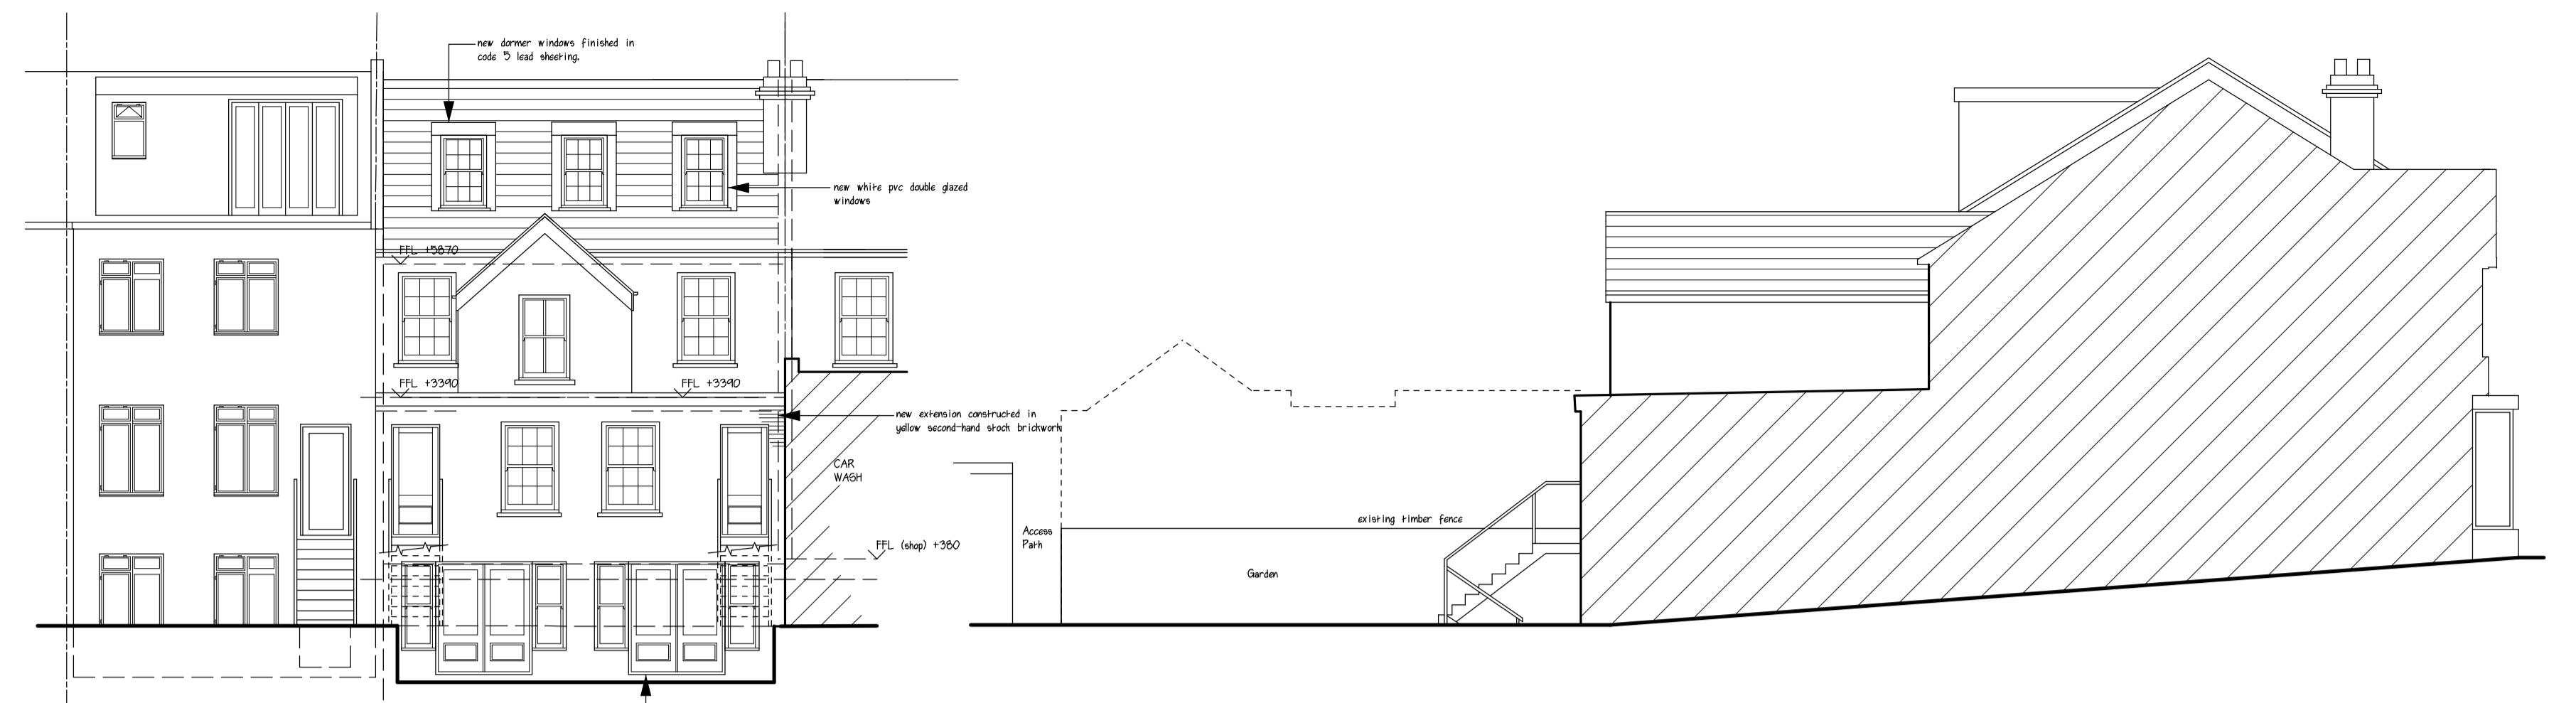 new dormer windows finished in
code 5 lead sheeting.
new white pvc double glazed
windows
FFL +5870
FFL +3390
FFL +3390
new extension constructed in
yellow second-hand stock brickwork
CAR
WASH
FFL (shop) +380
Access
Path
existing timber fence
Garden